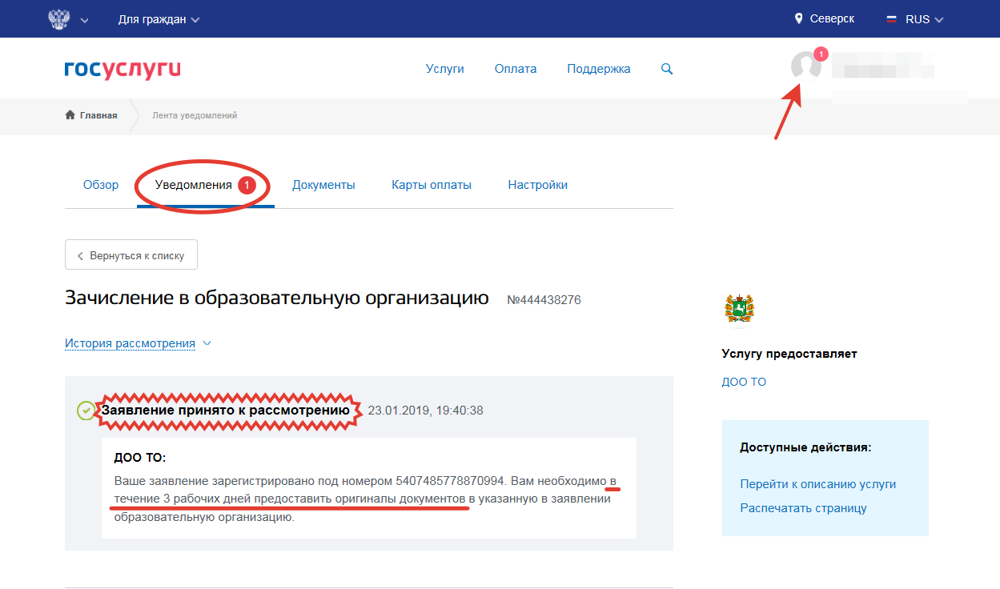 Для граждан
Северск
RUS
госуслуги
Услуги
Оплата
Поддержка
1
Главная
Лента уведомлений
Обзор
Уведомления 1
Документы
Карты оплаты
Настройки
Вернуться к списку
Зачисление в образовательную организацию №444438276
История рассмотрения
Заявление принято к рассмотрению 23.01.2019, 19:40:38
ДОО ТО:
Ваше заявление зарегистрировано под номером 5407485778870994. Вам необходимо в
течение 3 рабочих дней предоставить оригиналы документов в указанную в заявлении
образовательную организацию.
Услугу предоставляет
ДОО ТО
Доступные действия:
Перейти к описанию услуги
Распечатать страницу